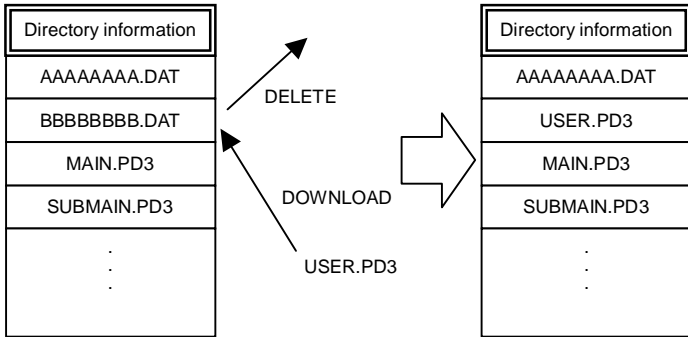 Directory information
AAAAAAAA.DAT
BBBBBBBB.DAT
MAIN.PD3
SUBMAIN.PD3
.
.
.
DELETE
DOWNLOAD
USER.PD3
Directory information
AAAAAAAA.DAT
USER.PD3
MAIN.PD3
SUBMAIN.PD3
.
.
.